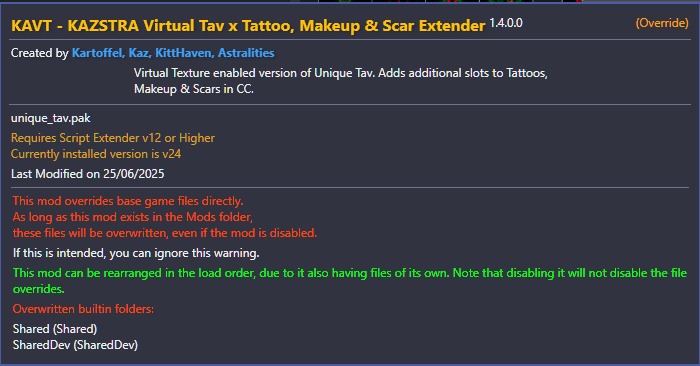 KAVT - KAZSTRA Virtual Tav x Tattoo, Makeup & Scar Extender 1.4.0.0 (Override)
Created by Kartoffel, Kaz, KittHaven, Astralities
Virtual Texture enabled version of Unique Tav. Adds additional slots to Tattoos,
Makeup & Scars in CC.
unique_tav.pak
Requires Script Extender v12 or Higher
Currently installed version is v24
Last Modified on 25/06/2025
This mod overrides base game files directly.
As long as this mod exists in the Mods folder,
these files will be overwritten, even if the mod is disabled.
If this is intended, you can ignore this warning.
This mod can be rearranged in the load order, due to it also having files of its own. Note that disabling it will not disable the file
overrides.
Overwritten builtin folders:
Shared (Shared)
SharedDev (SharedDev)